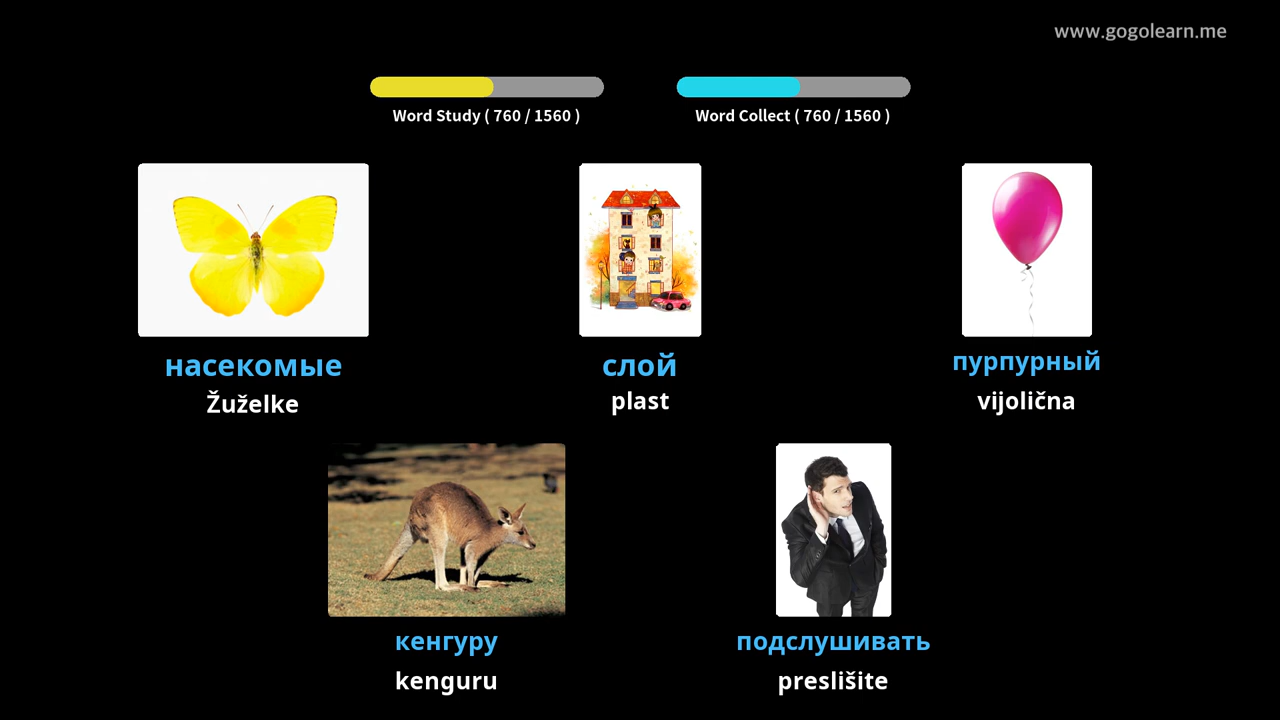 www.gogolearn.me
Word Study ( 760 / 1560 )
Word Collect ( 760 / 1560 )
насекомые
Žuželke
слой
plast
пурпурный
vijolična
кенгуру
kenguru
подслушивать
preslišite